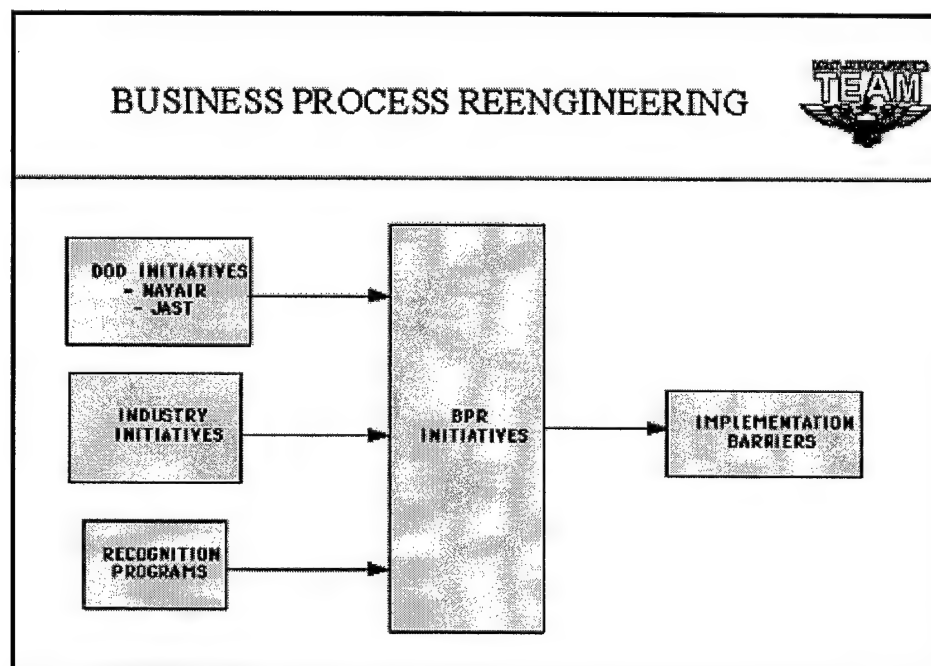 BUSINESS PROCESS REENGINEERING
TEAM
DOD INITIATIVES
- NAVAIR
- JAST
INDUSTRY
INITIATIVES
RECOGNITION
PROGRAMS
BPR
INITIATIVES
IMPLEMENTATION
BARRIERS